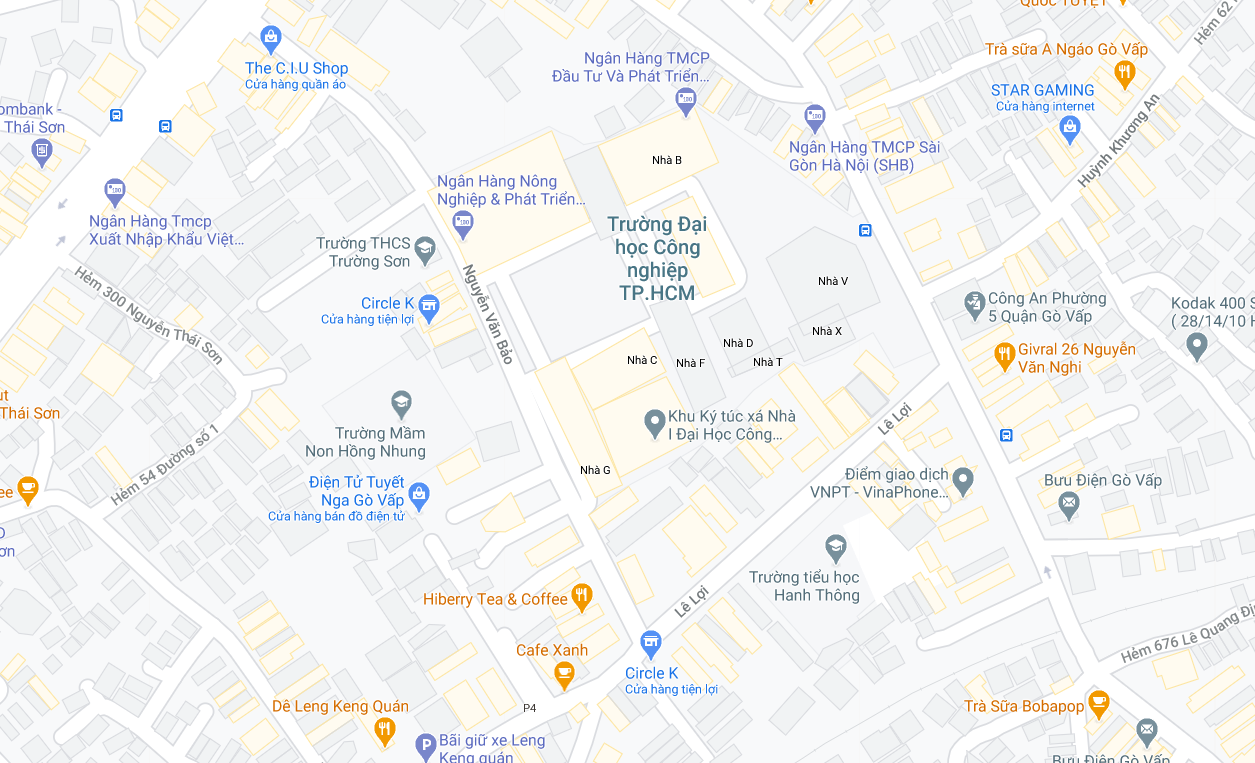 Quốc TUYẾT
Hẻm 62
Trà sữa A Ngáo Gò Vấp
Ngân Hàng TMCP
Đầu Tư Và Phát Triển...
The C.I.U Shop
Cửa hàng quần áo
STAR GAMING
Cửa hàng internet
ombank -
Thái Sơn
Huỳnh Khương An
Ngân Hàng TMCP Sài
Gòn Hà Nội (SHB)
Nhà B
Ngân Hàng Nông
Nghiệp & Phát Triển...
Ngân Hàng Tmcp
Xuất Nhập Khẩu Việt...
Trường THCS
Trường Sơn
Trường Đại
học Công
nghiệp
TP.HCM
Hẻm 300 Nguyễn Thái Sơn
Nguyễn Văn Bảo
Nhà V
Circle K
Cửa hàng tiện lợi
Công An Phường
5 Quận Gò Vấp
Kodak 400 S
( 28/14/10 H
Nhà X
Nhà D
Nhà C
Nhà F
Nhà T
Givral 26 Nguyễn
Văn Nghi
ut
Thái Sơn
Trường Mầm
Non Hồng Nhung
Khu Ký túc xá Nhà
I Đại Học Công...
Lê Lợi
Hẻm 54 Đường số 1
Nhà G
Điện Tử Tuyết
Nga Gò Vấp
Cửa hàng bán đồ điện tử
Điểm giao dịch
VNPT - VinaPhone...
Bưu Điện Gò Vấp
ee
ơn
Trường tiểu học
Hanh Thông
Hiberry Tea & Coffee
Lê Lợi
Cafe Xanh
Circle K
Cửa hàng tiện lợi
Hẻm 676 Lê Quang Đị
Dê Leng Keng Quán
P4
Trà Sữa Bobapop
Bãi giữ xe Leng
Keng quán
Bưu Điện Gò Vấp